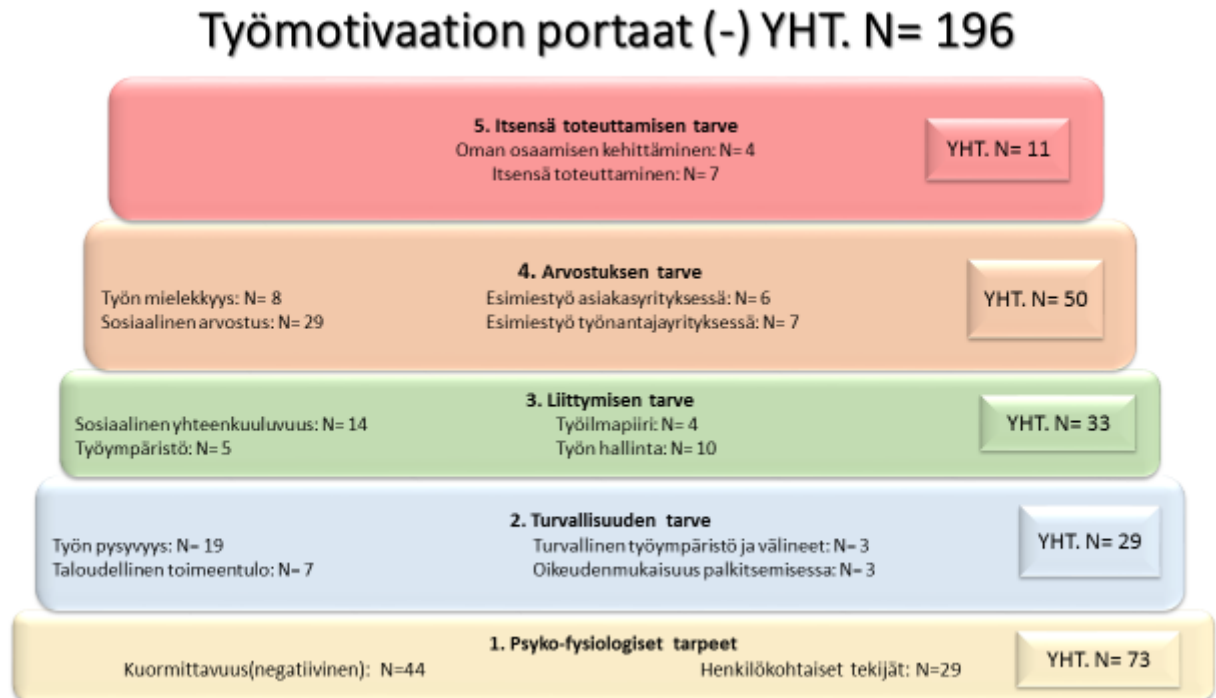 Työmotivaation portaat (-) YHT. N= 196
5. Itsensä toteuttamisen tarve
Oman osaamisen kehittäminen: N= 4
Itsensä toteuttaminen: N= 7
YHT. N= 11
4. Arvostuksen tarve
Työn mielekkyys: N= 8
Esimiestyö asiakasyrityksessä: N= 6
Sosiaalinen arvostus: N= 29
Esimiestyö työnantajayrityksessä: N= 7
YHT. N= 50
3. Liittymisen tarve
Sosiaalinen yhteenkuuluvuus: N= 14
Työilmapiiri: N= 4
Työympäristö: N= 5
Työn hallinta: N= 10
YHT. N= 33
2. Turvallisuuden tarve
Työn pysyvyys: N= 19
Turvallinen työympäristö ja välineet: N= 3
Taloudellinen toimeentulo: N= 7
Oikeudenmukaisuus palkitsemisessa: N= 3
YHT. N= 29
1. Psyko-fysiologiset tarpeet
Kuormittavuus(negatiivinen): N=44
Henkilökohtaiset tekijät: N=29
YHT. N= 73